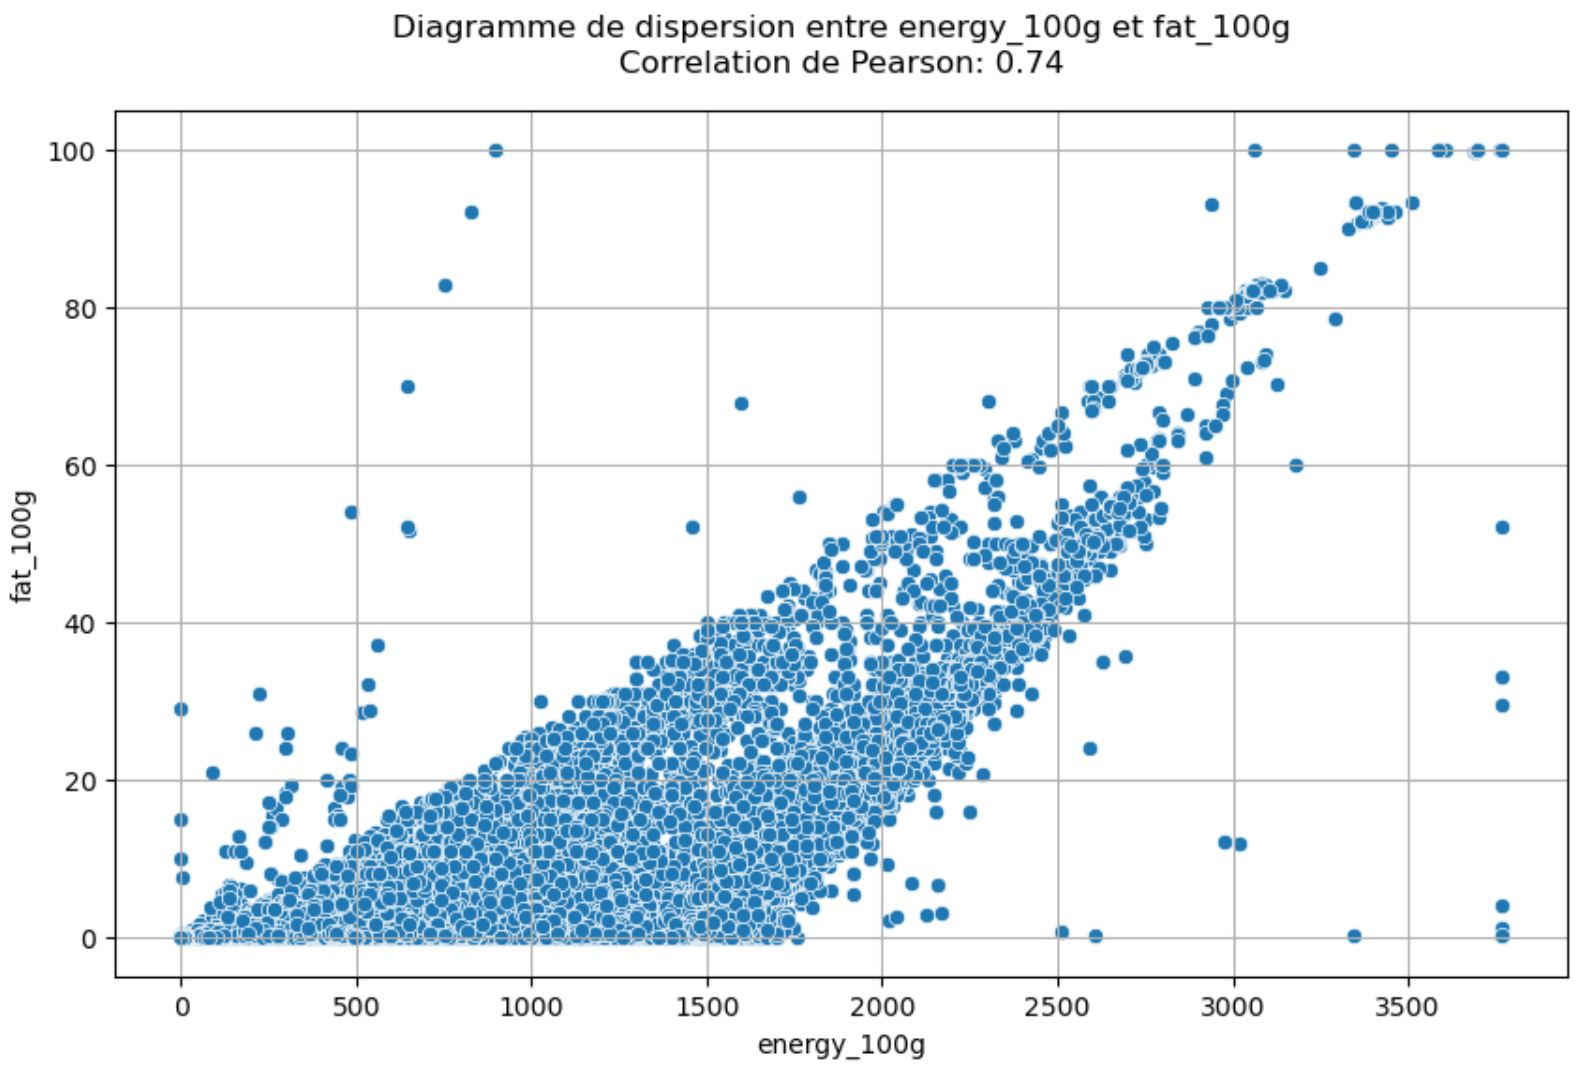 Diagramme de dispersion entre energy_100g et fat_100g
Correlation de Pearson: 0.74
100
80
60
40
20
0
fat_100g
0 500 1000 1500 2000 2500 3000 3500
energy_100g